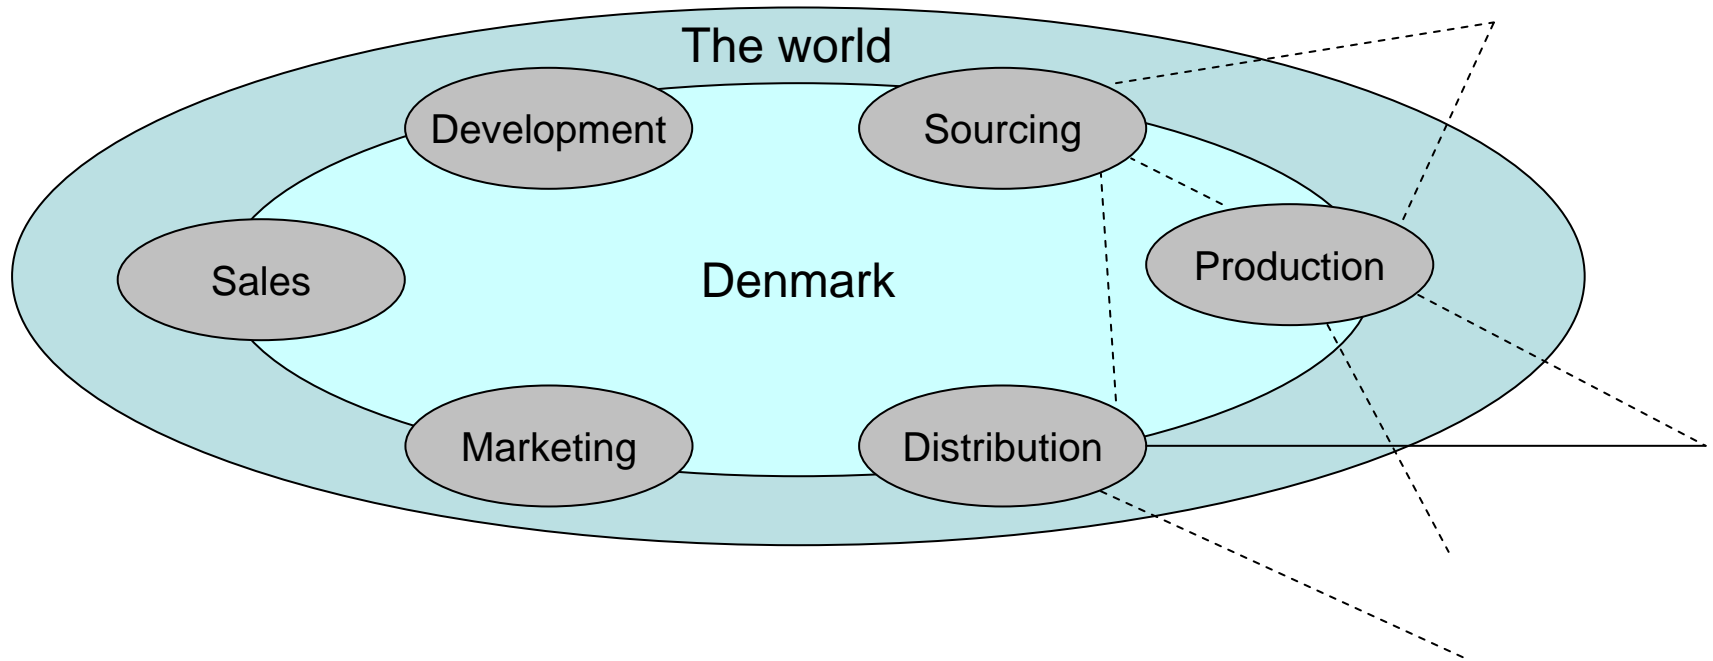 The world
Development
Sourcing
Production
Sales
Denmark
Marketing
Distribution